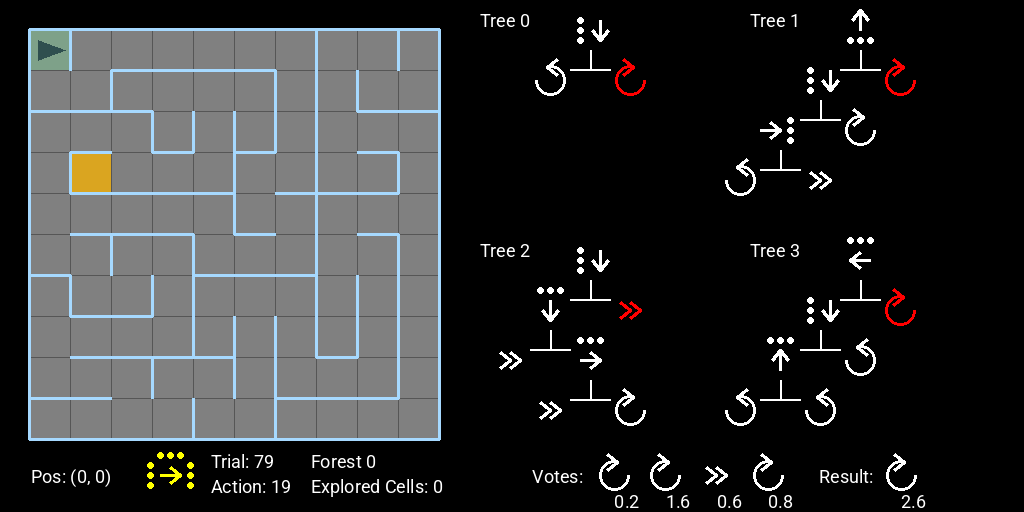 Tree 0
Tree 1
Tree 2
Tree 3
Pos: (0, 0)
Trial: 79
Forest 0
Action: 19
Explored Cells: 0
Votes:
0.2
1.6
0.6
0.8
Result:
2.6